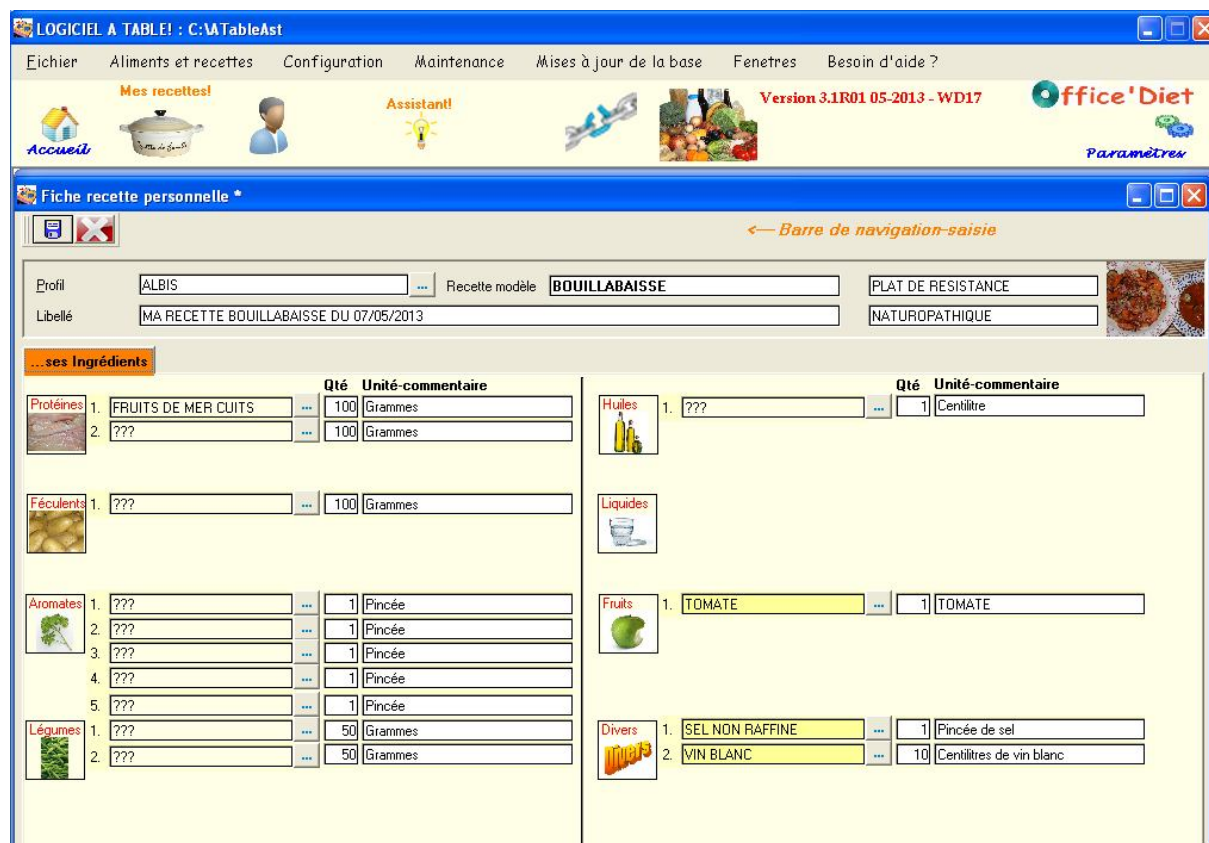 LOGICIEL A TABLE! : C:\ATableAst
Fichier Aliments et recettes Configuration Maintenance Mises à jour de la base Fenetres Besoin d'aide ?
Mes recettes!
Assistant!
Version 3.1R01 05-2013 - WD17
Office'Diet
Accueil
Paramètres
Fiche recette personnelle *
<— Barre de navigation-saisie
Profil ALBIS ... Recette modèle BOUILLABAISSE PLAT DE RESISTANCE
Libellé MA RECETTE BOUILLABAISSE DU 07/05/2013 NATUROPATHIQUE
...ses Ingrédients
Qté Unité-commentaire
Protéines 1. FRUITS DE MER CUITS ... 100 Grammes
2. ??? ... 100 Grammes
Féculents 1. ??? ... 100 Grammes
Aromates 1. ??? ... 1 Pincée
2. ??? ... 1 Pincée
3. ??? ... 1 Pincée
4. ??? ... 1 Pincée
5. ??? ... 1 Pincée
Légumes 1. ??? ... 50 Grammes
2. ??? ... 50 Grammes
Qté Unité-commentaire
Huiles 1. ??? ... 1 Centilitre
Liquides
Fruits 1. TOMATE ... 1 TOMATE
Divers 1. SEL NON RAFFINE ... 1 Pincée de sel
Divers 2. VIN BLANC ... 10 Centilitres de vin blanc